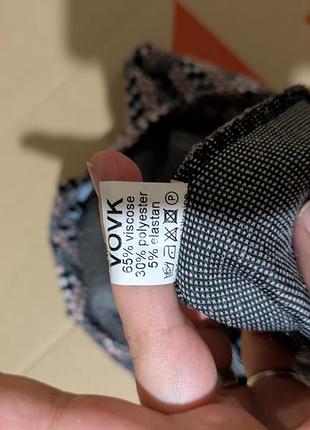 VOVK
65% viscose
30% polyester
5% elastan
P